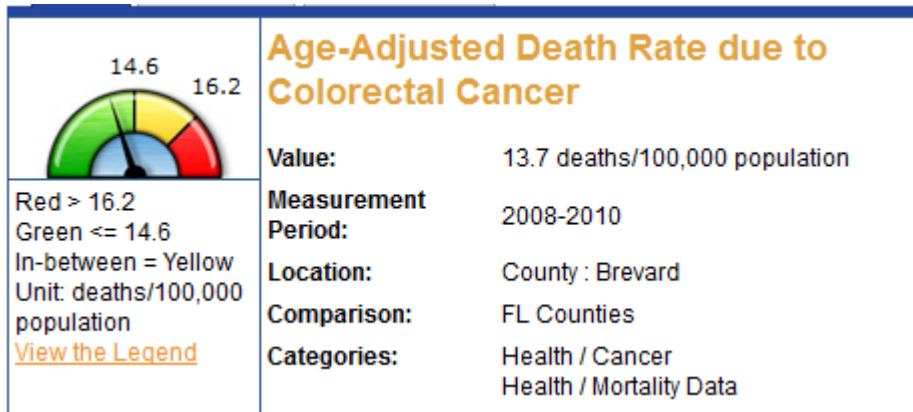 14.6
16.2
Red > 16.2
Green <= 14.6
In-between = Yellow
Unit: deaths/100,000
population
View the Legend
Age-Adjusted Death Rate due to
Colorectal Cancer
Value: 13.7 deaths/100,000 population
Measurement
Period: 2008-2010
Location: County : Brevard
Comparison: FL Counties
Categories: Health / Cancer
Health / Mortality Data